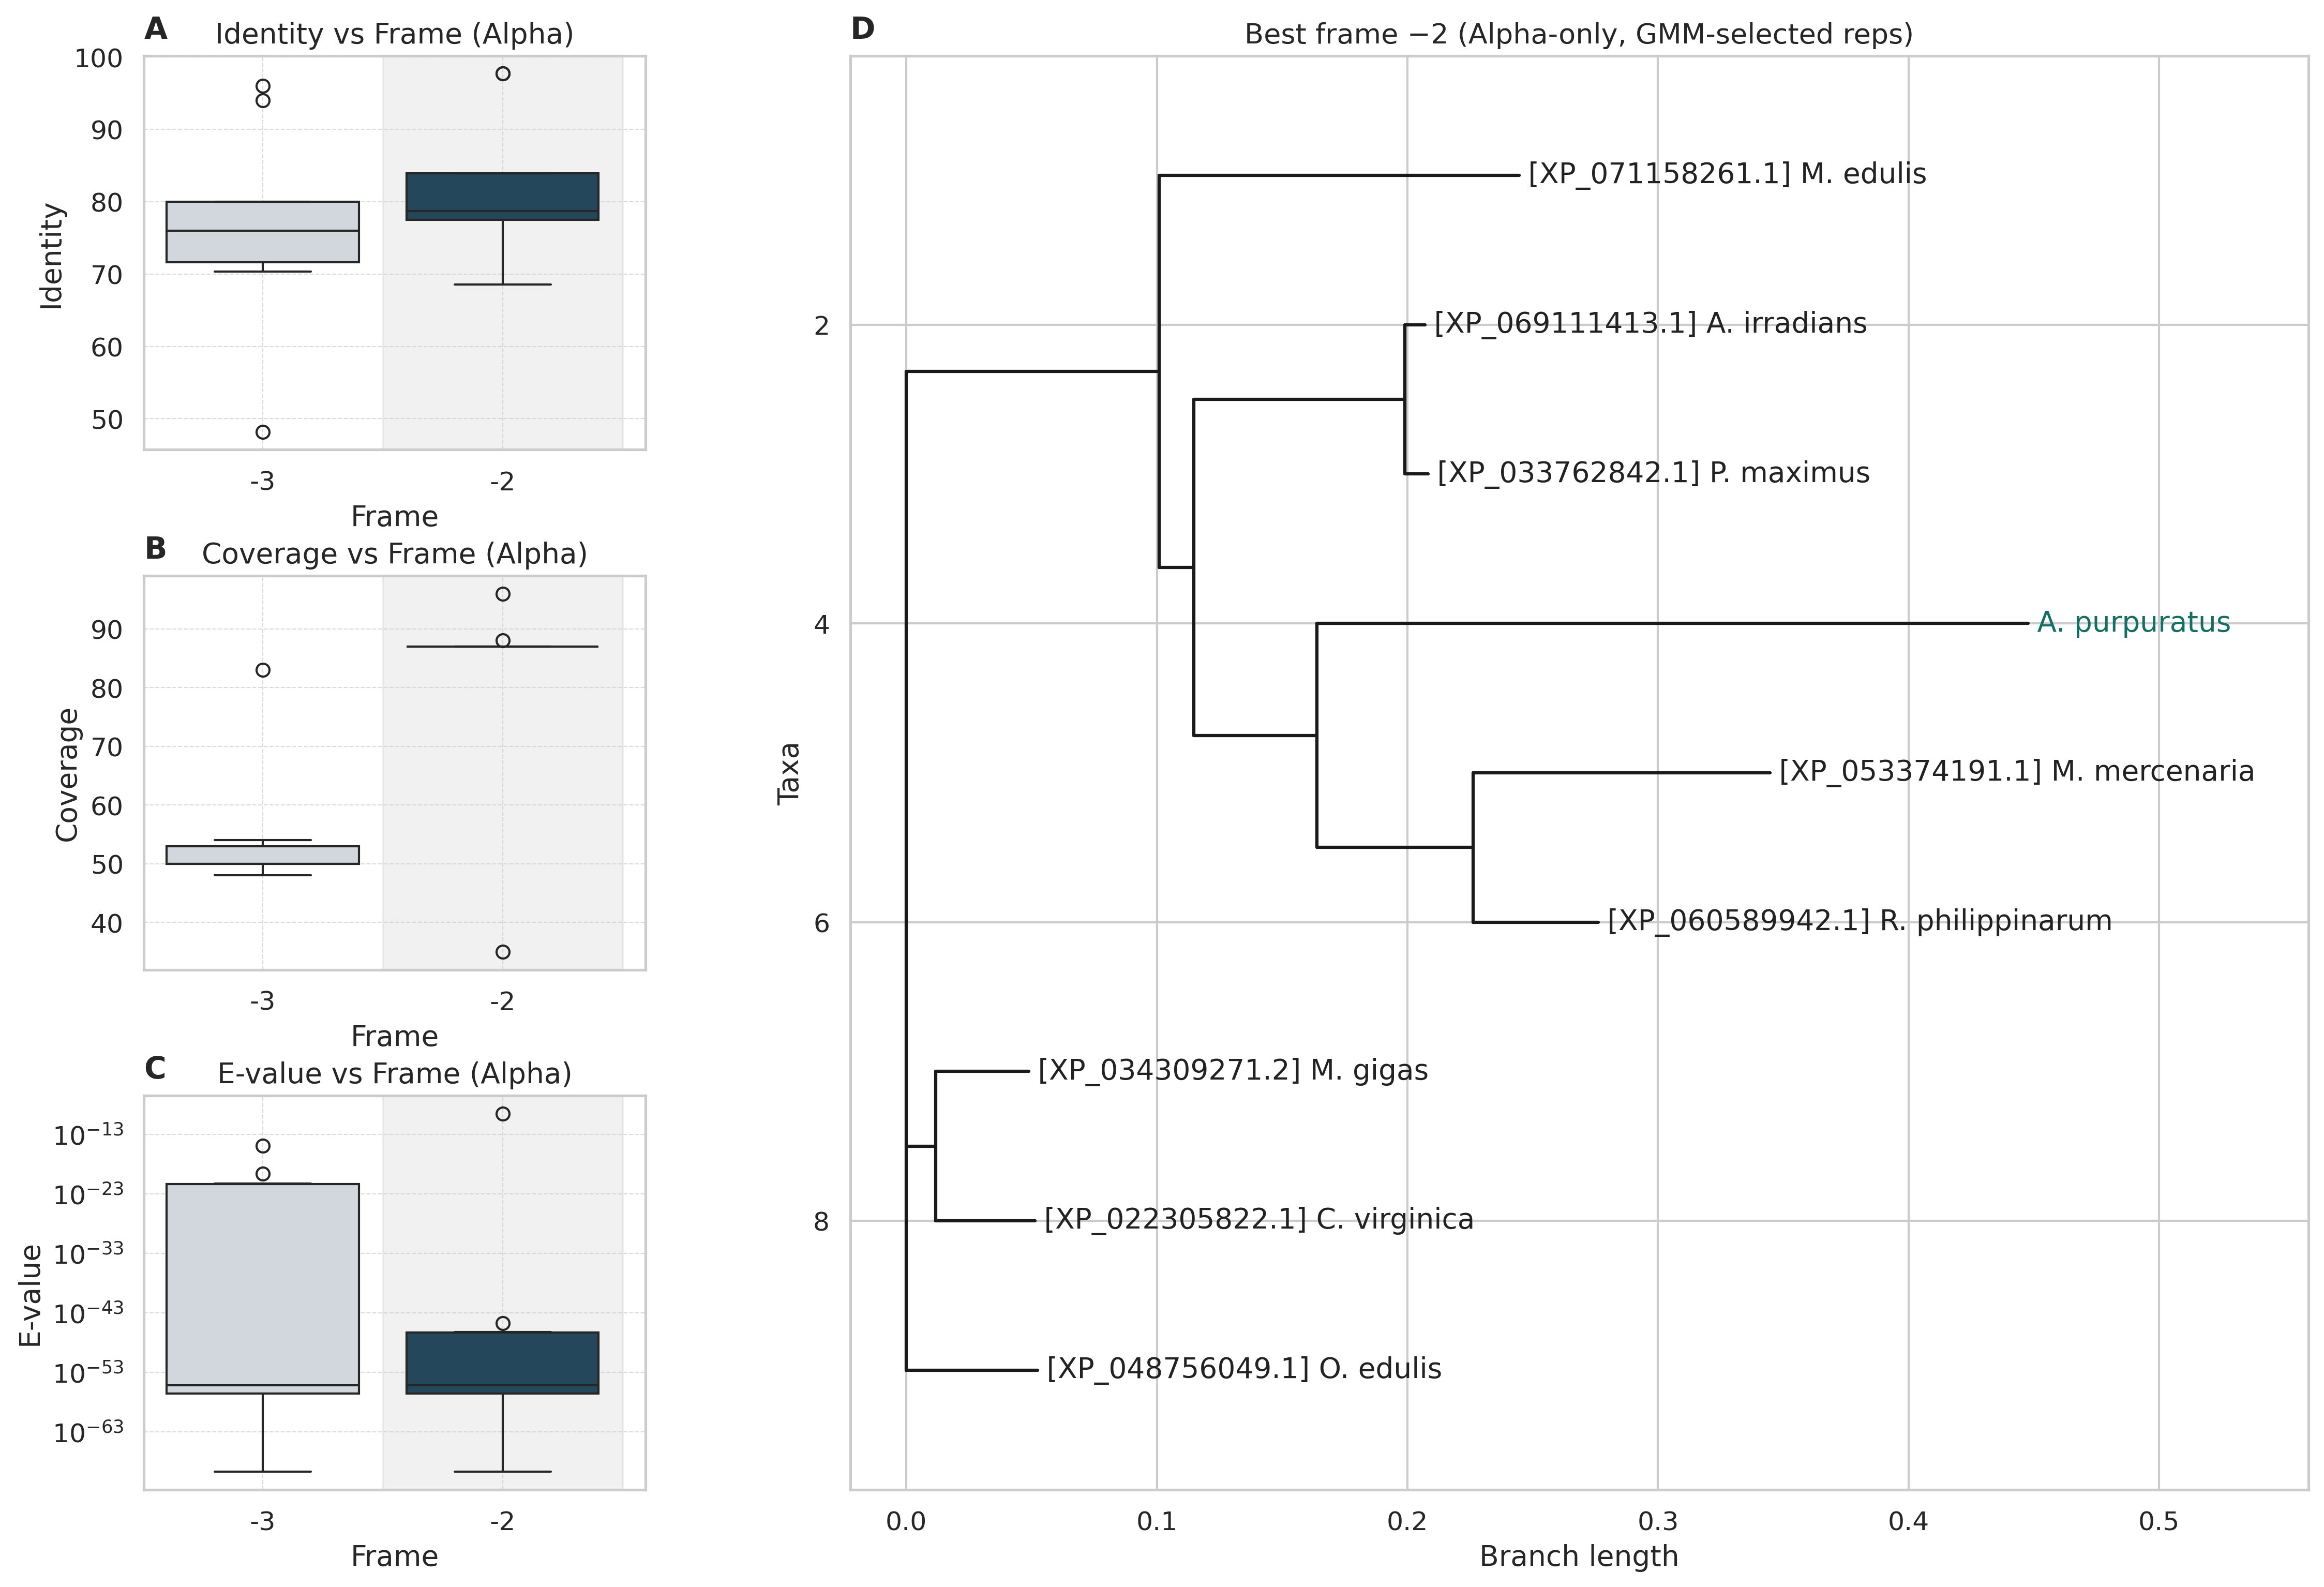 A
Identity vs Frame (Alpha)
100
90
80
70
60
50
Identity
-3
-2
Frame
B
Coverage vs Frame (Alpha)
90
80
70
60
50
40
Coverage
-3
-2
Frame
C
E-value vs Frame (Alpha)
10⁻¹³
10⁻²³
10⁻³³
10⁻⁴³
10⁻⁵³
10⁻⁶³
E-value
-3
-2
Frame
D
Best frame −2 (Alpha-only, GMM-selected reps)
[XP_071158261.1] M. edulis
[XP_069111413.1] A. irradians
[XP_033762842.1] P. maximus
A. purpuratus
[XP_053374191.1] M. mercenaria
[XP_060589942.1] R. philippinarum
[XP_034309271.2] M. gigas
[XP_022305822.1] C. virginica
[XP_048756049.1] O. edulis
2
4
6
8
Taxa
0.0
0.1
0.2
0.3
0.4
0.5
Branch length